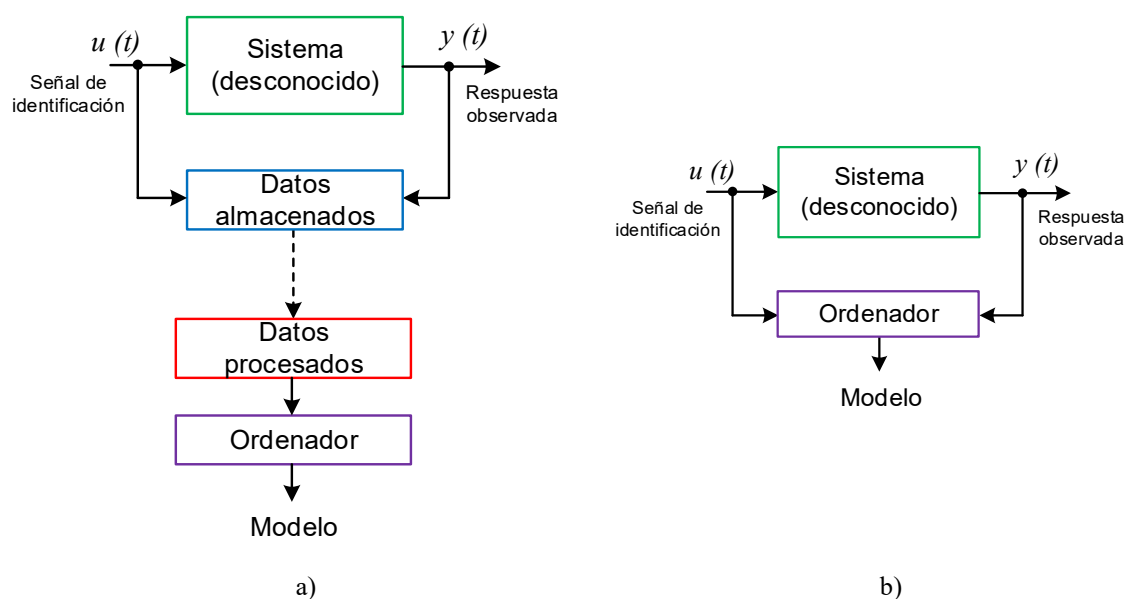 u (t)
Señal de
identificación
Sistema
(desconocido)
y (t)
Respuesta
observada
Datos
almacenados
Datos
procesados
Ordenador
Modelo
a)
u (t)
Señal de
identificación
Sistema
(desconocido)
y (t)
Respuesta
observada
Ordenador
Modelo
b)